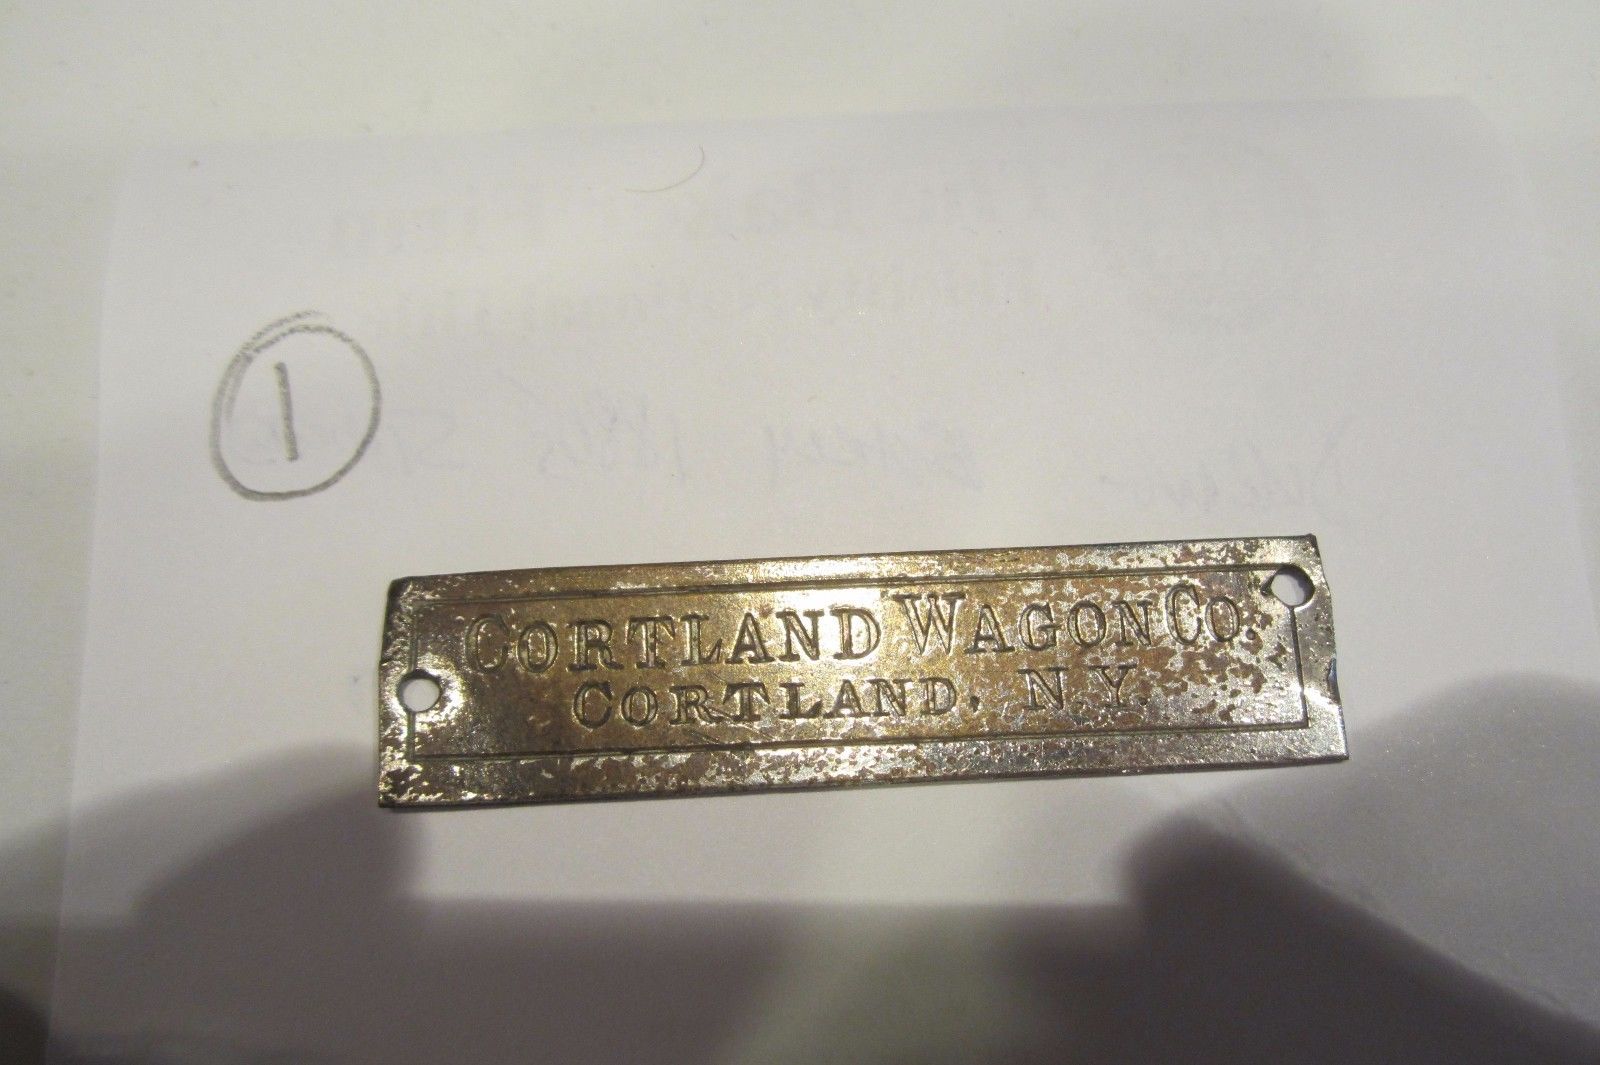 1
CORTLAND WAGON CO.
CORTLAND, N.Y.